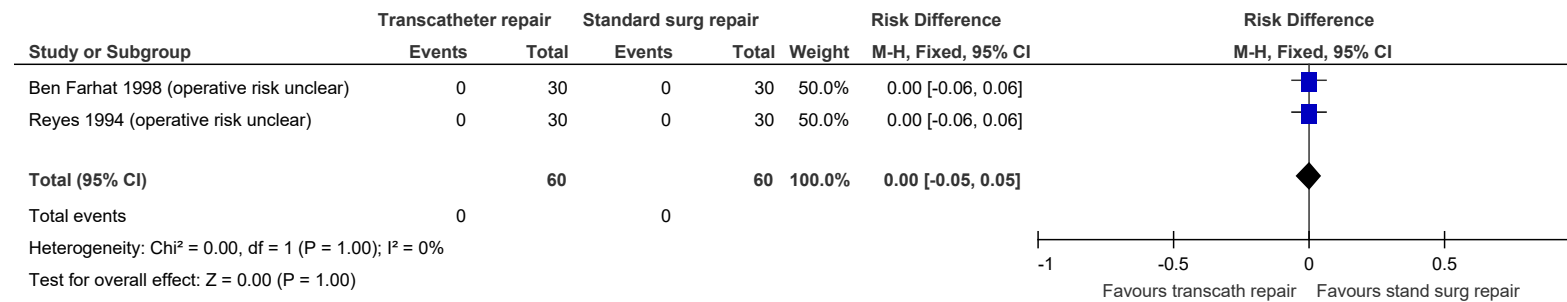 Transcatheter repair Standard surg repair Risk Difference Risk Difference
Study or Subgroup Events Total Events Total Weight M-H, Fixed, 95% CI M-H, Fixed, 95% CI
Ben Farhat 1998 (operative risk unclear) 0 30 0 30 50.0% 0.00 [-0.06, 0.06]
Reyes 1994 (operative risk unclear) 0 30 0 30 50.0% 0.00 [-0.06, 0.06]
Total (95% CI) 60 60 100.0% 0.00 [-0.05, 0.05]
Total events 0 0
Heterogeneity: Chi² = 0.00, df = 1 (P = 1.00); I² = 0%
Test for overall effect: Z = 0.00 (P = 1.00)
-1 -0.5 0 0.5
Favours transcath repair Favours stand surg repair